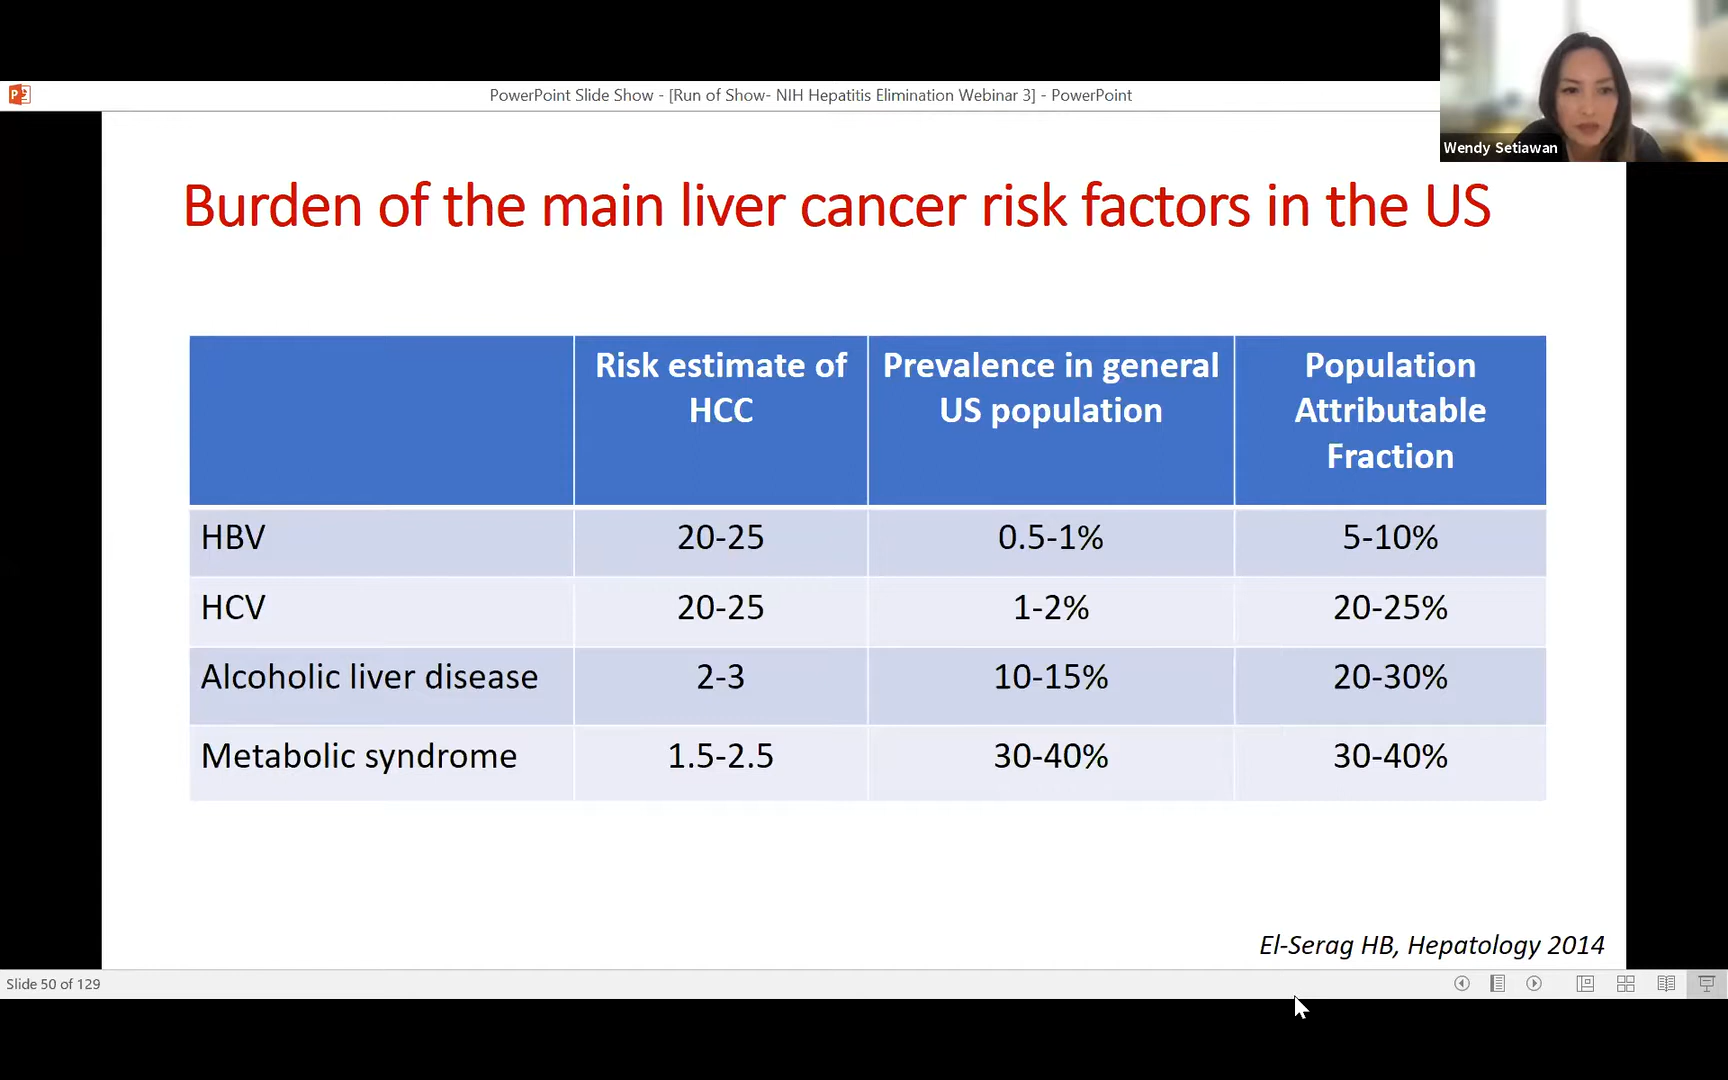 PowerPoint Slide Show - [Run of Show- NIH Hepatitis Elimination Webinar 3] - PowerPoint
Wendy Setiawan
Burden of the main liver cancer risk factors in the US
Risk estimate of HCC
Prevalence in general US population
Population Attributable Fraction
HBV 20-25 0.5-1% 5-10%
HCV 20-25 1-2% 20-25%
Alcoholic liver disease 2-3 10-15% 20-30%
Metabolic syndrome 1.5-2.5 30-40% 30-40%
El-Serag HB, Hepatology 2014
Slide 50 of 129